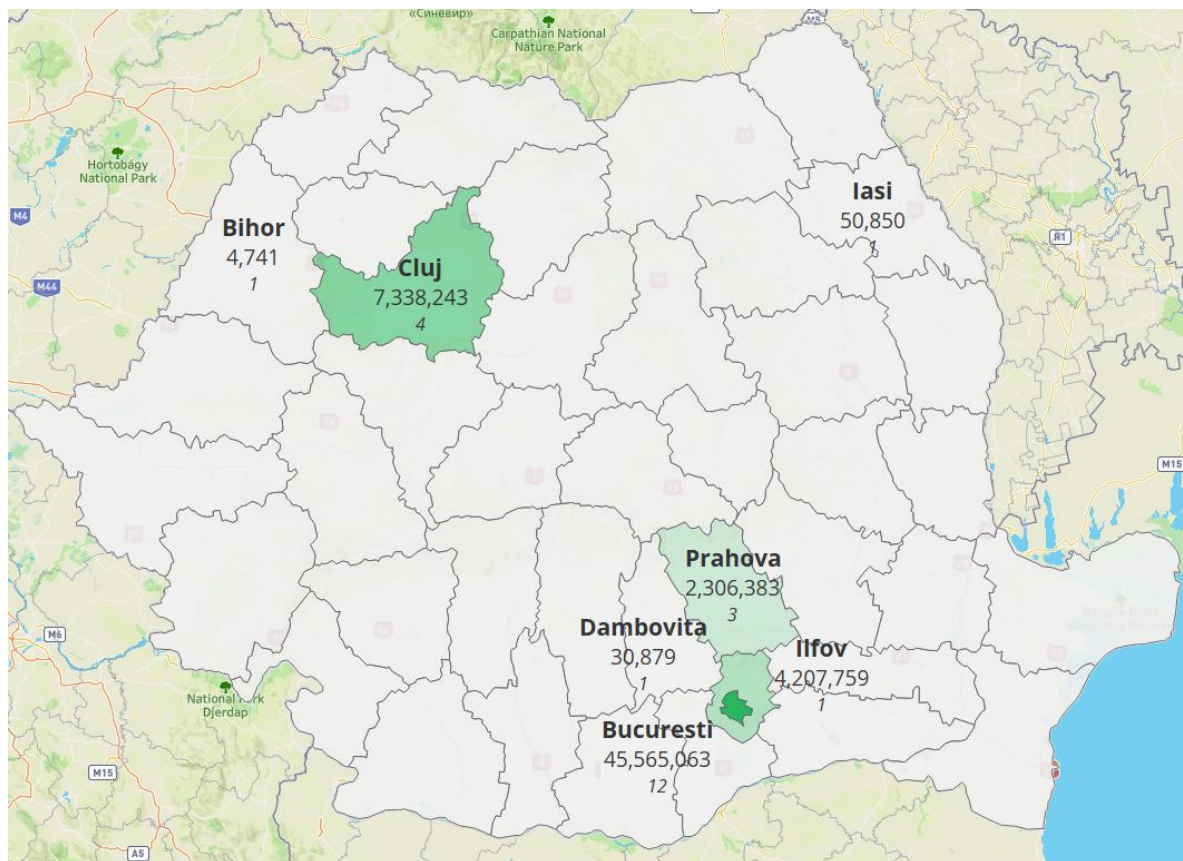 «Синевир»
Carpathian National
Nature Park
M5
Hortobágy
National Park
M4
Iasi
50,850
1
Bihor
4,741
1
R1
Cluj
7,338,243
4
M44
M15
Prahova
2,306,383
3
Dambovita
30,879
1
Ilfov
4,207,759
1
M6
National Park
Djerdap
Bucuresti
45,565,063
12
M15
A5